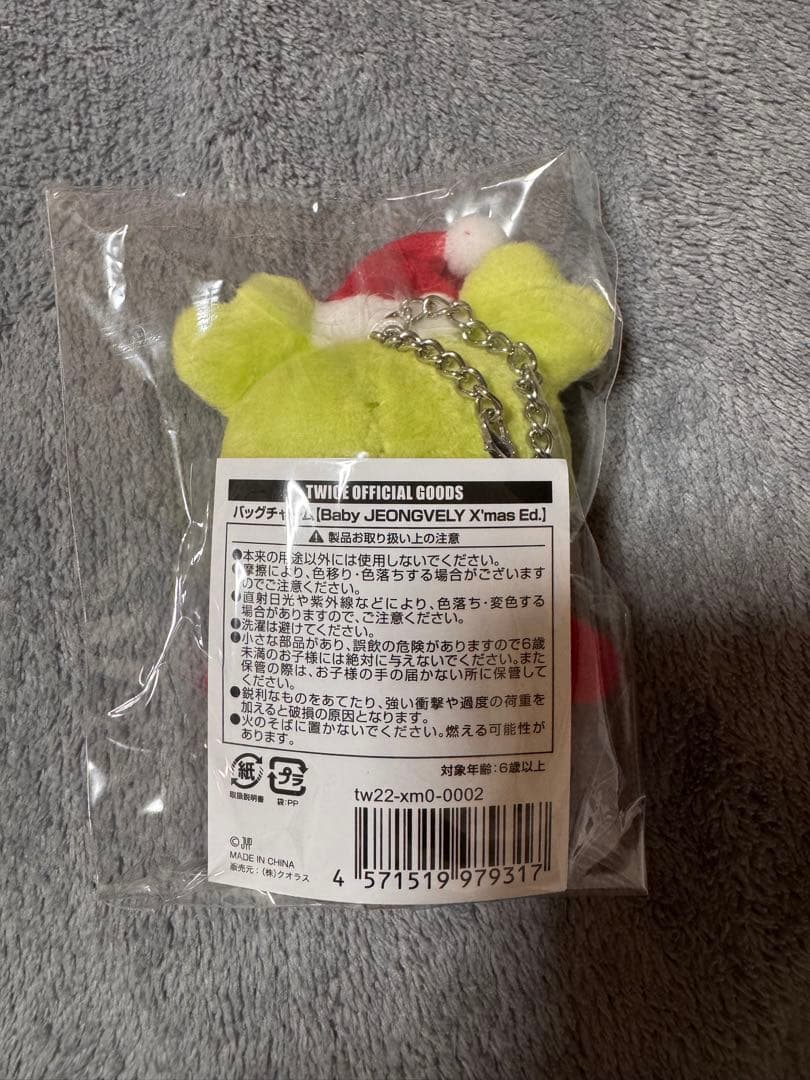 TWICE OFFICIAL GOODS
バッグチャーム【Baby JEONGVELY X'mas Ed.】
製品お取り扱い上の注意
●本来の用途以外には使用しないでください。
●摩擦により、色移り・色落ちする場合がございます
のでご注意ください。
●直射日光や紫外線などにより、色落ち・変色する
場合がありますので、ご注意ください。
●洗濯は避けてください。
●小さな部品があり、誤飲の危険がありますので6歳
未満のお子様には絶対に与えないでください。また
保管の際は、お子様の手の届かない所に保管して
ください。
●鋭利なものをあてたり、強い衝撃や過度の荷重を
加えると破損の原因となります。
●火のそばに置かないでください。燃える可能性が
あります。
対象年齢：6歳以上
紙 プラ
取扱説明書 袋：PP
tw22-xm0-0002
©JYP
MADE IN CHINA
販売元：(株)クオラス
4 571519 979317